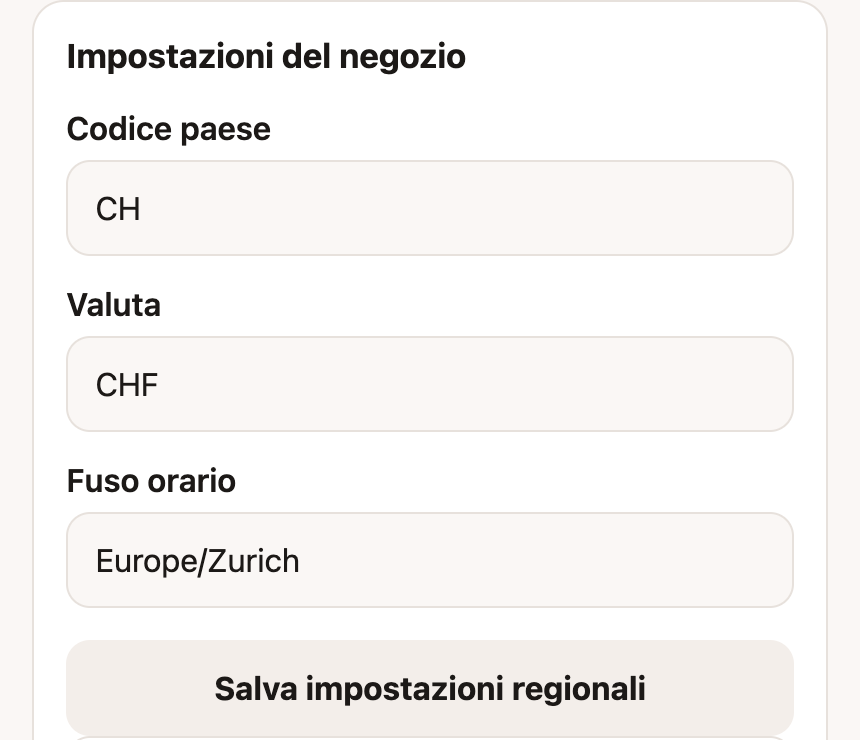 Impostazioni del negozio
Codice paese
CH
Valuta
CHF
Fuso orario
Europe/Zurich
Salva impostazioni regionali